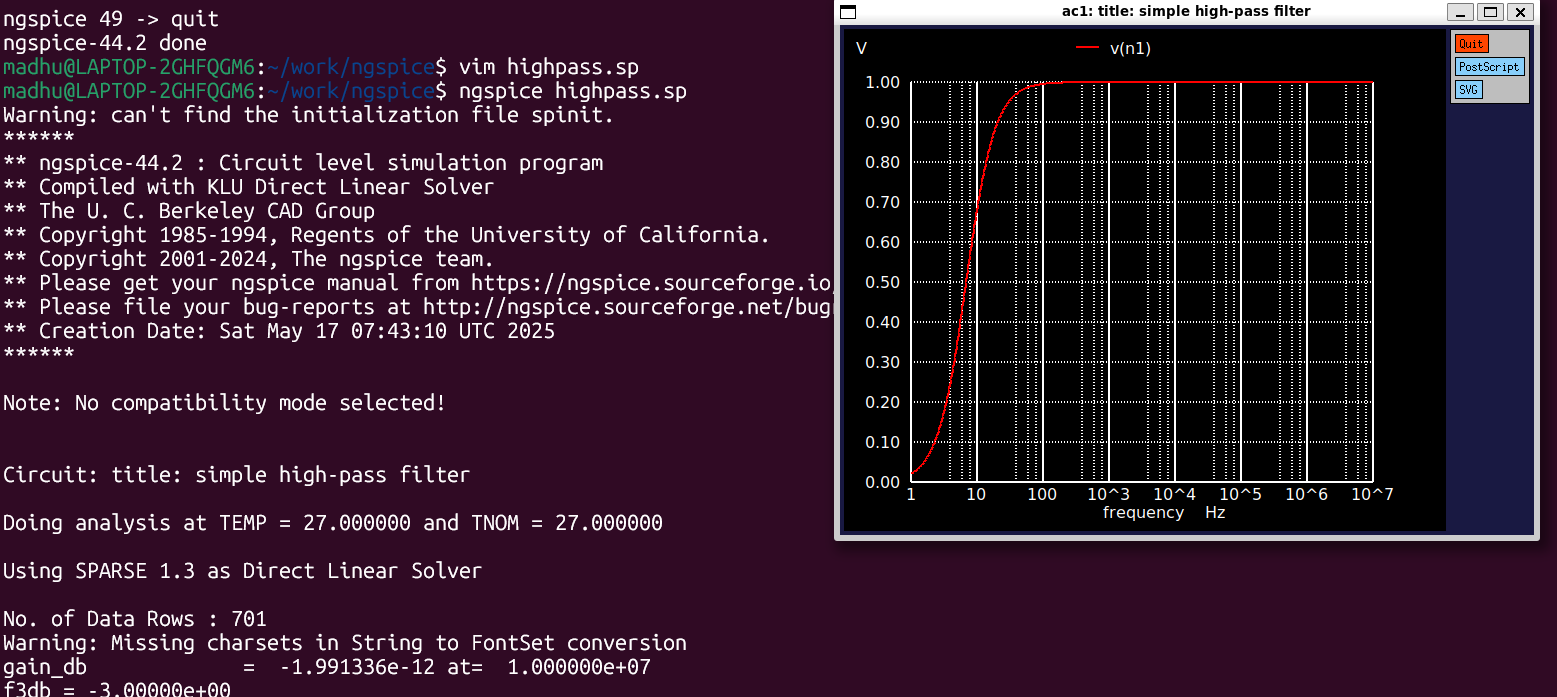 ngspice 49 -> quit
ngspice-44.2 done
madhu@LAPTOP-2GHFQGM6:~/work/ngspice$ vim highpass.sp
madhu@LAPTOP-2GHFQGM6:~/work/ngspice$ ngspice highpass.sp
Warning: can't find the initialization file spinit.
******
** ngspice-44.2 : Circuit level simulation program
** Compiled with KLU Direct Linear Solver
** The U. C. Berkeley CAD Group
** Copyright 1985-1994, Regents of the University of California.
** Copyright 2001-2024, The ngspice team.
** Please get your ngspice manual from https://ngspice.sourceforge.io/
** Please file your bug-reports at http://ngspice.sourceforge.net/bugr
** Creation Date: Sat May 17 07:43:10 UTC 2025
******
Note: No compatibility mode selected!
Circuit: title: simple high-pass filter
Doing analysis at TEMP = 27.000000 and TNOM = 27.000000
Using SPARSE 1.3 as Direct Linear Solver
No. of Data Rows : 701
Warning: Missing charsets in String to FontSet conversion
gain_db = -1.991336e-12 at= 1.000000e+07
f3db = -3.00000e+00
ac1: title: simple high-pass filter
V
v(n1)
Quit
PostScript
SVG
1.00
0.90
0.80
0.70
0.60
0.50
0.40
0.30
0.20
0.10
0.00
1 10 100 10^3 10^4 10^5 10^6 10^7
frequency Hz